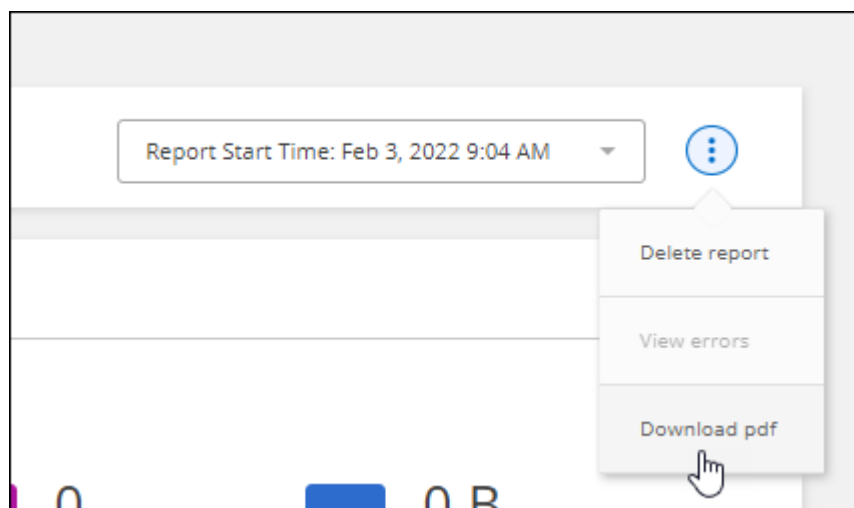 Report Start Time: Feb 3, 2022 9:04 AM
Delete report
View errors
Download pdf
0
0 B